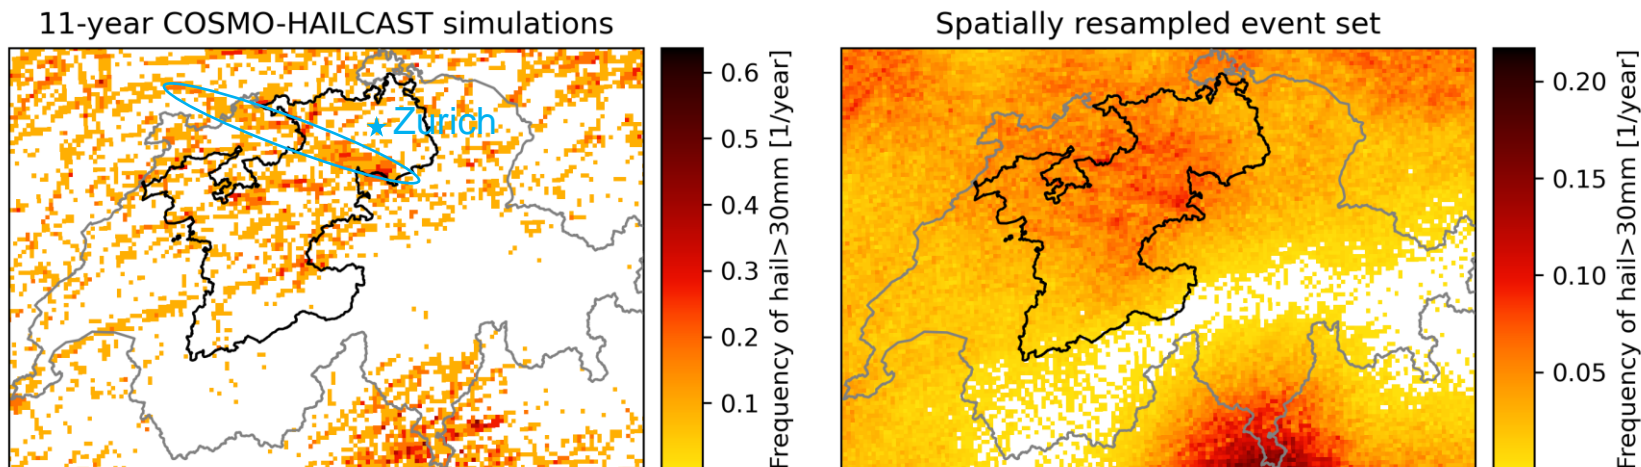 11-year COSMO-HAILCAST simulations
Zurich
0.6
0.5
0.4
0.3
0.2
0.1
Frequency of hail>30mm [1/year]
Spatially resampled event set
0.20
0.15
0.10
0.05
Frequency of hail>30mm [1/year]